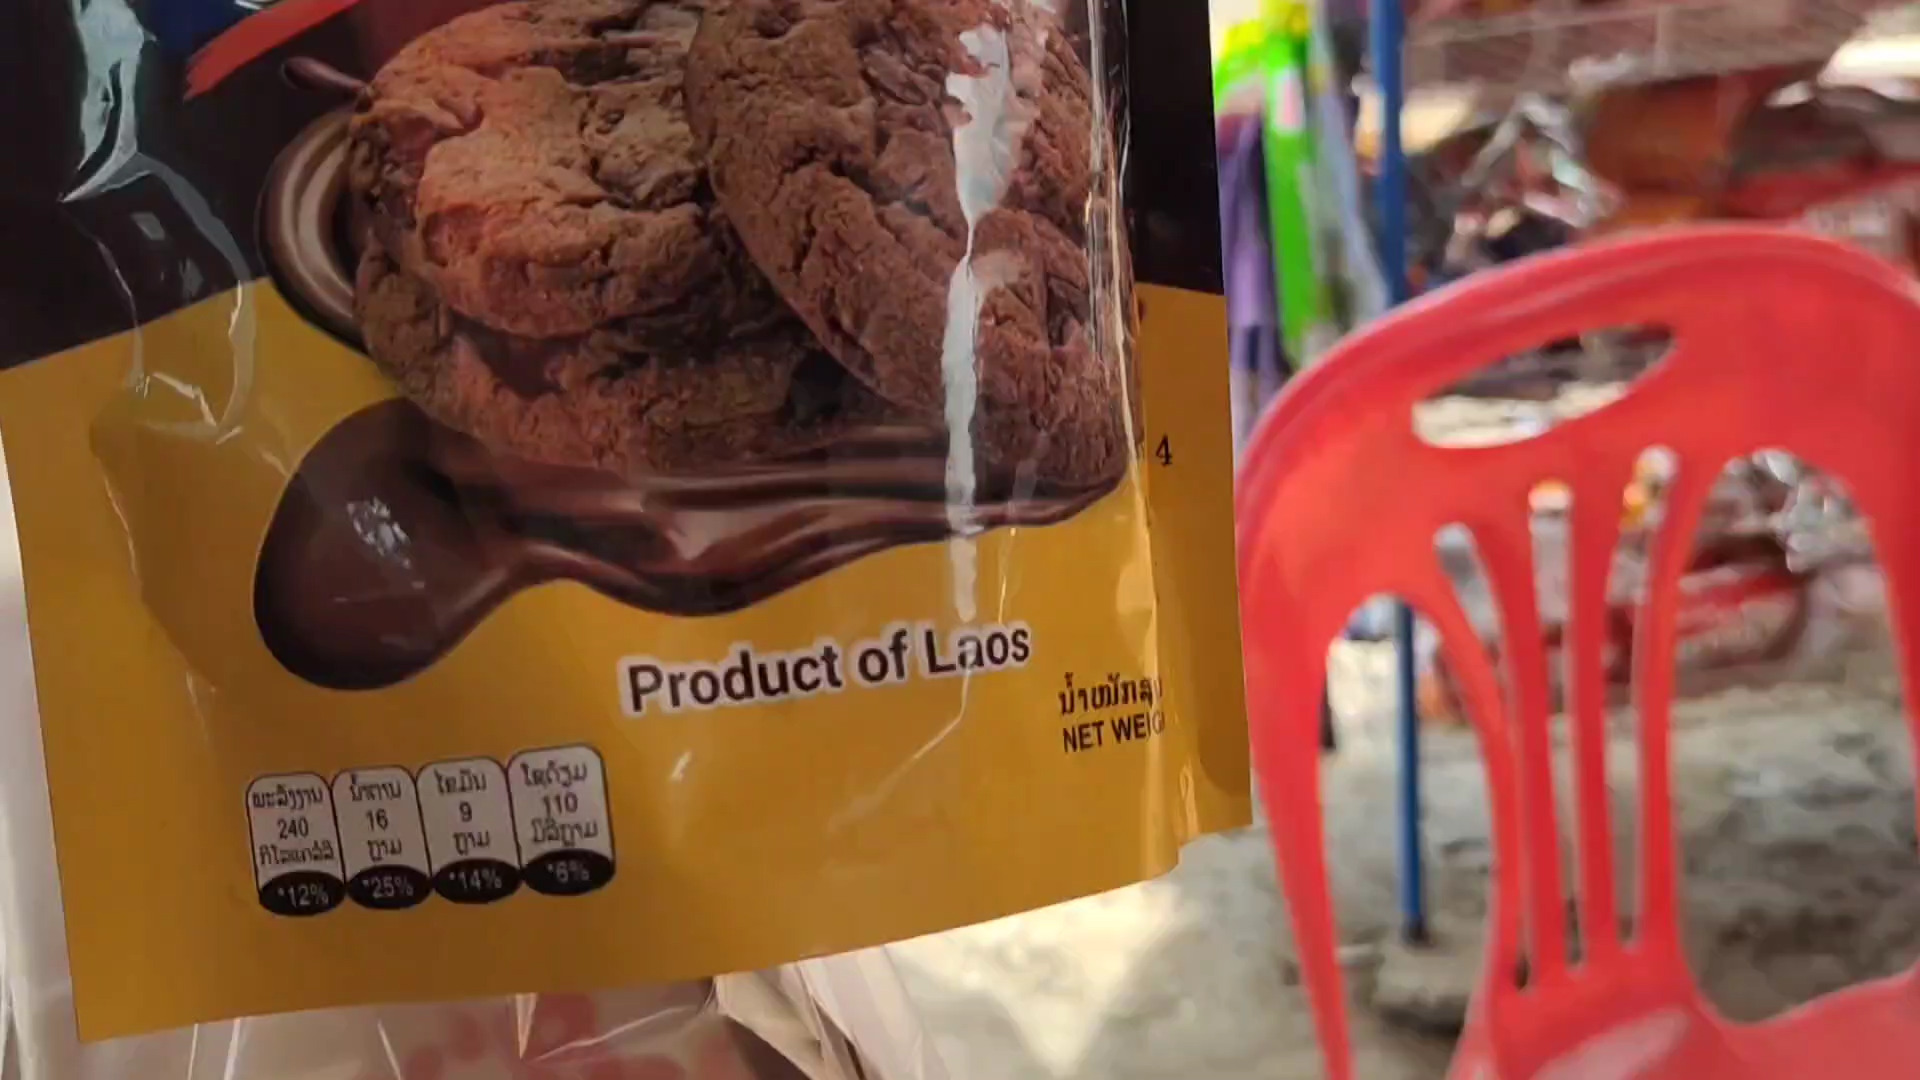 4
Product of Laos
ນ້ຳໜັກສຸ
NET WEIG
ພະລັງງານ
240
ກິໂລແຄລໍລີ
*12%
ນ້ຳຕານ
16
ກຼາມ
*25%
ໄຂມັນ
9
ກຼາມ
*14%
ໂຊດຽມ
110
ມິລິກຼາມ
*6%